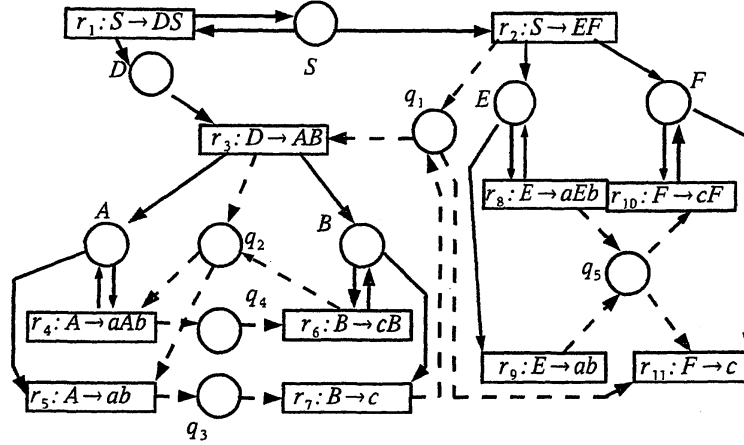 r₁: S → DS
S
r₂: S → EF
D
q₁
E
F
r₃: D → AB
A
q₂
B
r₈: E → aEb
r₁₀: F → cF
q₅
r₄: A → aAb
q₄
r₆: B → cB
r₉: E → ab
r₁₁: F → c
r₅: A → ab
q₃
r₇: B → c